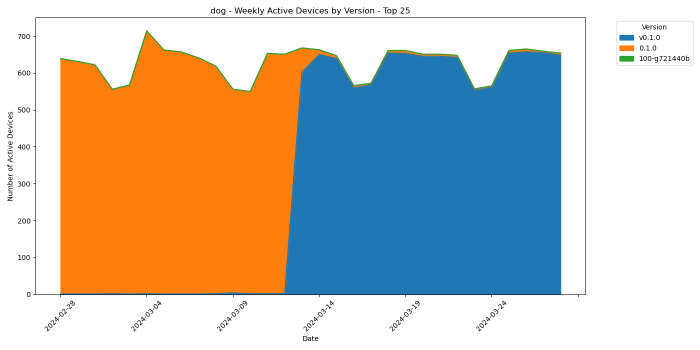 dog - Weekly Active Devices by Version - Top 25
Version
v0.1.0
0.1.0
100-g721440b
Number of Active Devices
700
600
500
400
300
200
100
0
2024-02-28
2024-03-04
2024-03-09
2024-03-14
2024-03-19
2024-03-24
Date